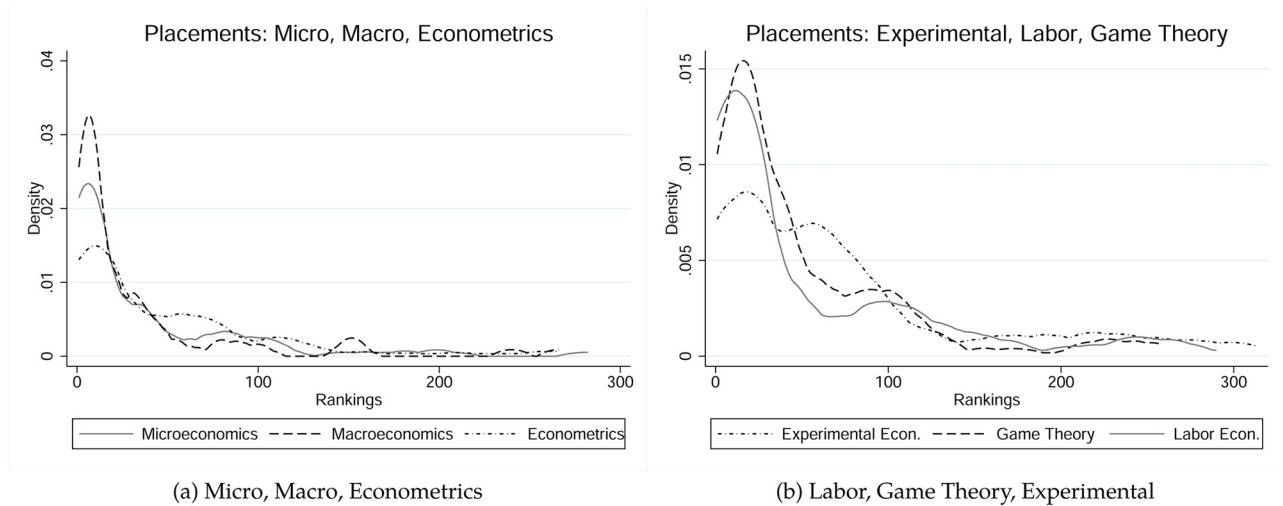 Placements: Micro, Macro, Econometrics
Density
.04
.03
.02
.01
0
0 100 200 300
Rankings
Microeconomics Macroeconomics Econometrics
(a) Micro, Macro, Econometrics
Placements: Experimental, Labor, Game Theory
Density
.015
.01
.005
0
0 100 200 300
Rankings
Experimental Econ. Game Theory Labor Econ.
(b) Labor, Game Theory, Experimental